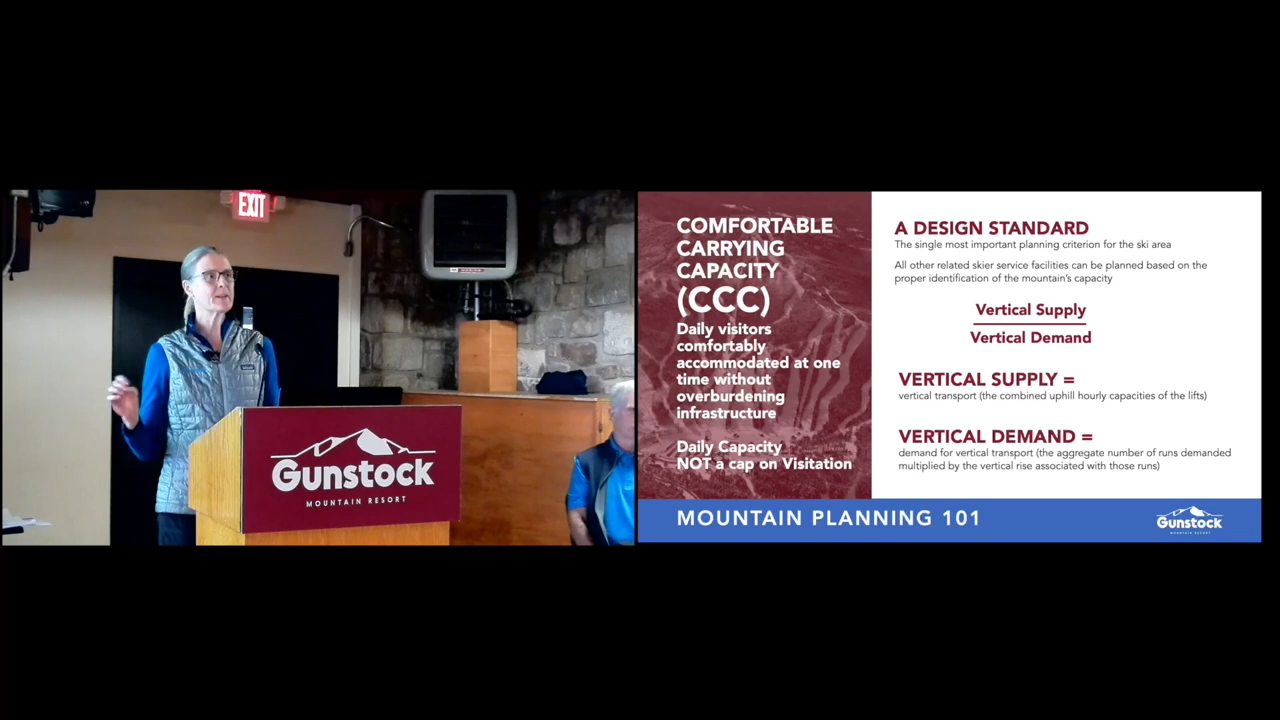 EXIT
Gunstock
MOUNTAIN RESORT
COMFORTABLE
CARRYING
CAPACITY
(CCC)
Daily visitors
comfortably
accommodated at one
time without
overburdening
infrastructure
Daily Capacity
NOT a cap on Visitation
A DESIGN STANDARD
The single most important planning criterion for the ski area
All other related skier service facilities can be planned based on the
proper identification of the mountain's capacity
Vertical Supply
Vertical Demand
VERTICAL SUPPLY =
vertical transport (the combined uphill hourly capacities of the lifts)
VERTICAL DEMAND =
demand for vertical transport (the aggregate number of runs demanded
multiplied by the vertical rise associated with those runs)
MOUNTAIN PLANNING 101
Gunstock
MOUNTAIN RESORT